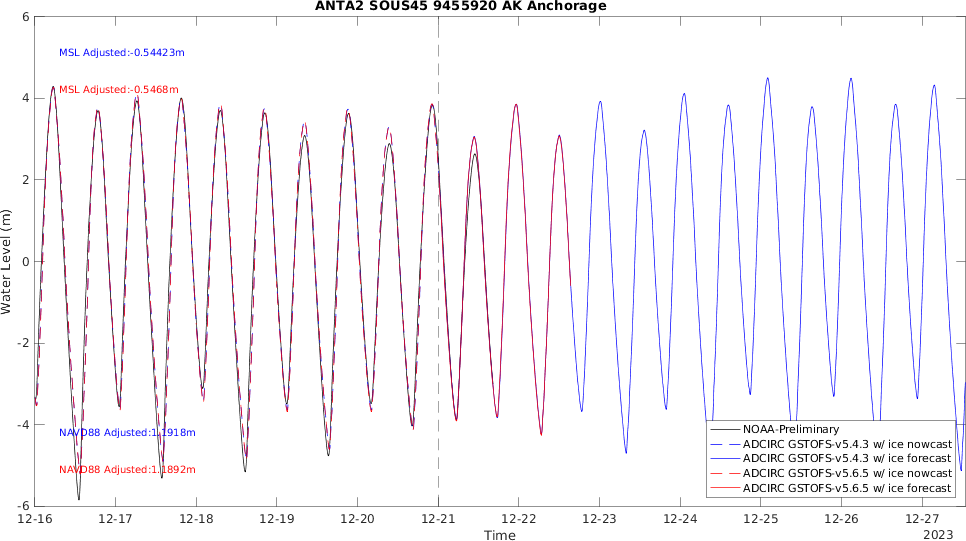 ANTA2 SOUS45 9455920 AK Anchorage
6
MSL Adjusted:-0.54423m
MSL Adjusted:-0.5468m
4
2
0
-2
-4
-6
Water Level (m)
NAVD88 Adjusted:1.1918m
NAVD88 Adjusted:1.1892m
NOAA-Preliminary
ADCIRC GSTOFS-v5.4.3 w/ ice nowcast
ADCIRC GSTOFS-v5.4.3 w/ ice forecast
ADCIRC GSTOFS-v5.6.5 w/ ice nowcast
ADCIRC GSTOFS-v5.6.5 w/ ice forecast
12-16 12-17 12-18 12-19 12-20 12-21 12-22 12-23 12-24 12-25 12-26 12-27
Time
2023